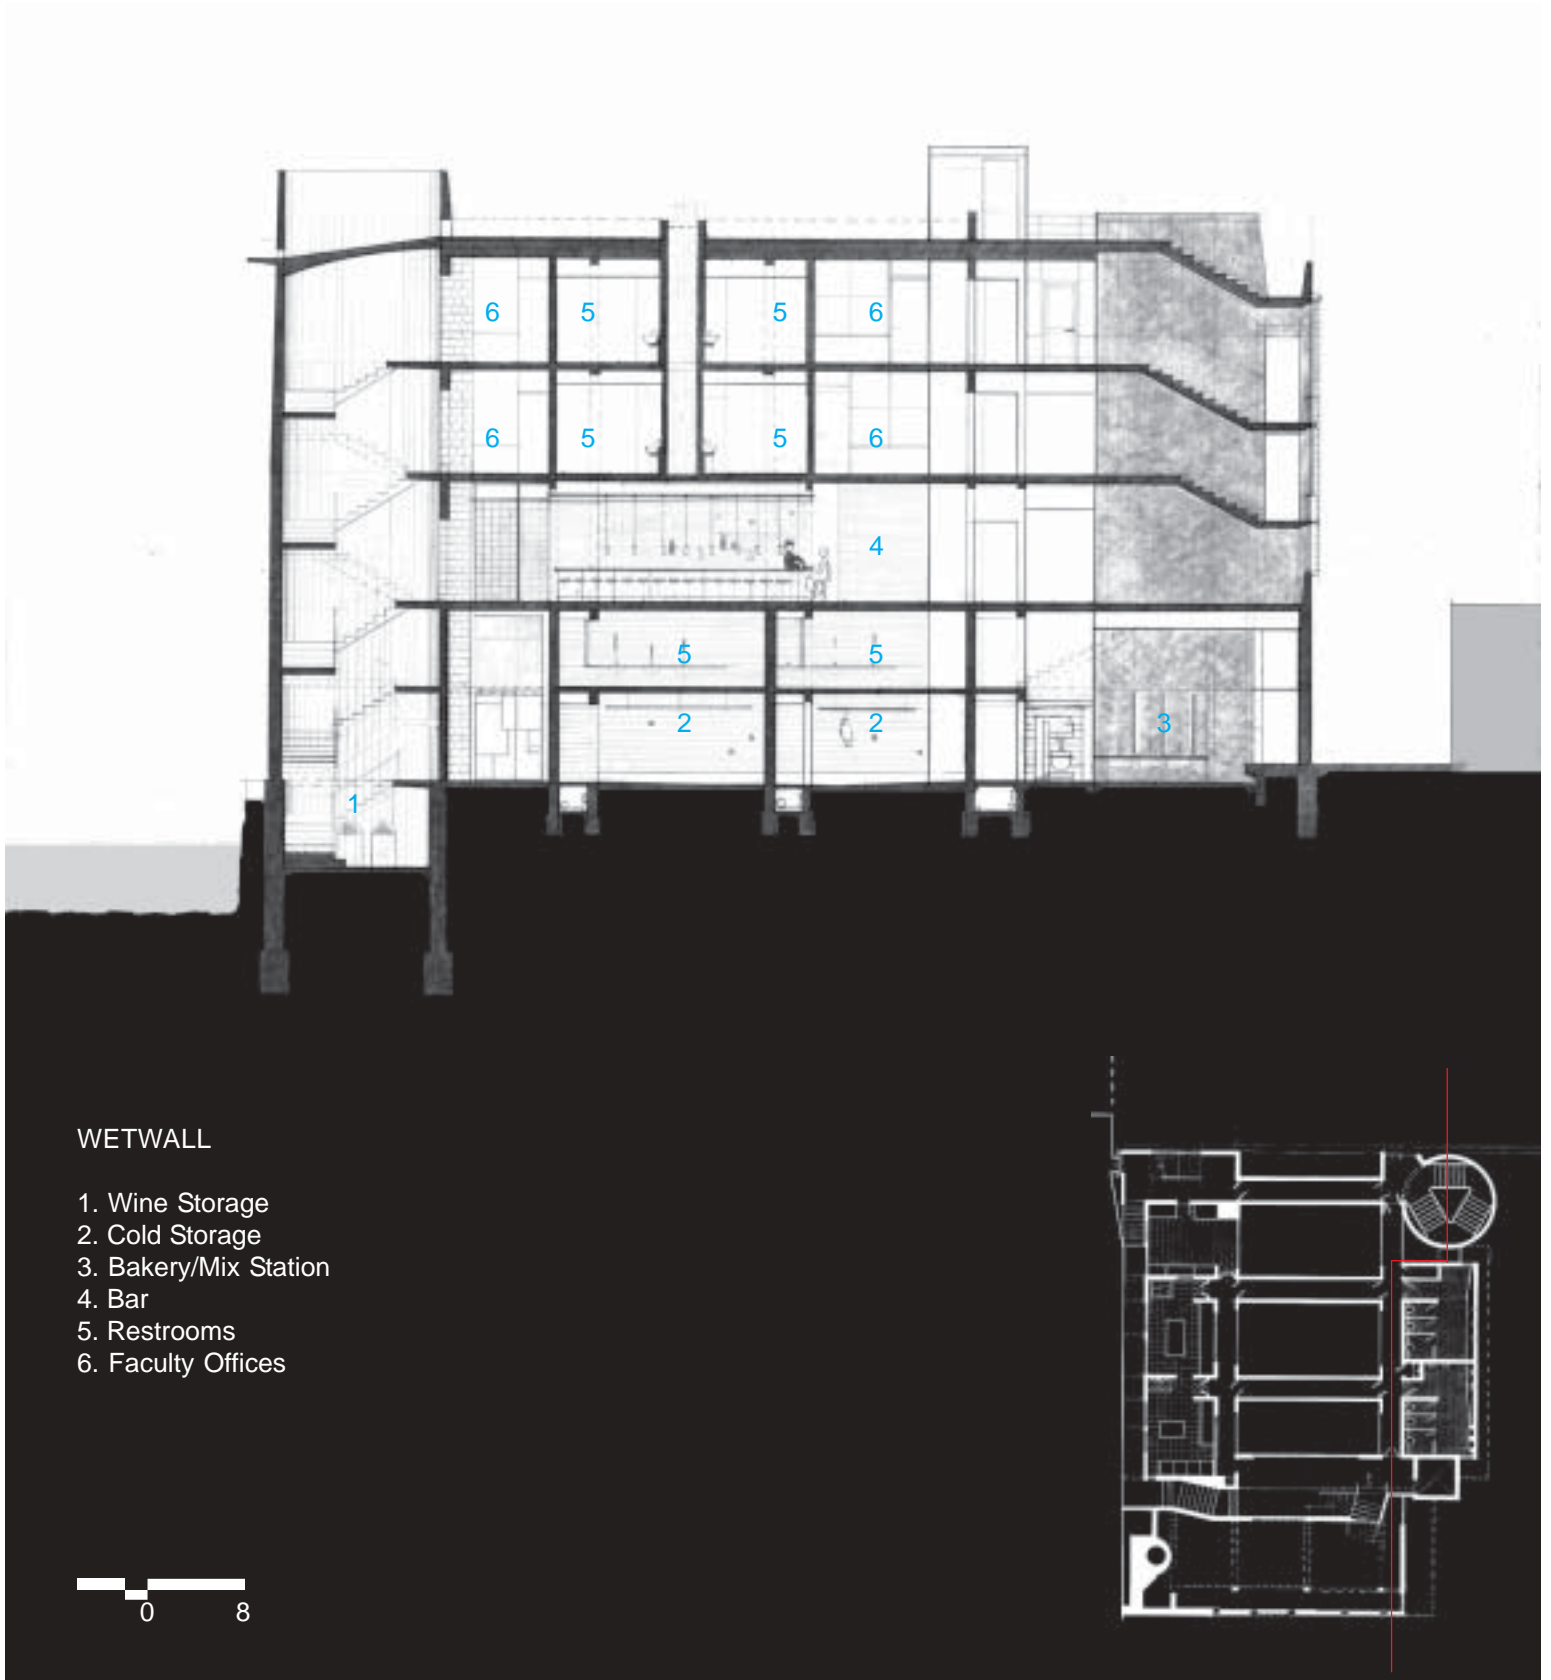 6 5 5 6
6 5 5 6
4
5 5
2 2 3
1
WETWALL
1. Wine Storage
2. Cold Storage
3. Bakery/Mix Station
4. Bar
5. Restrooms
6. Faculty Offices
0 8